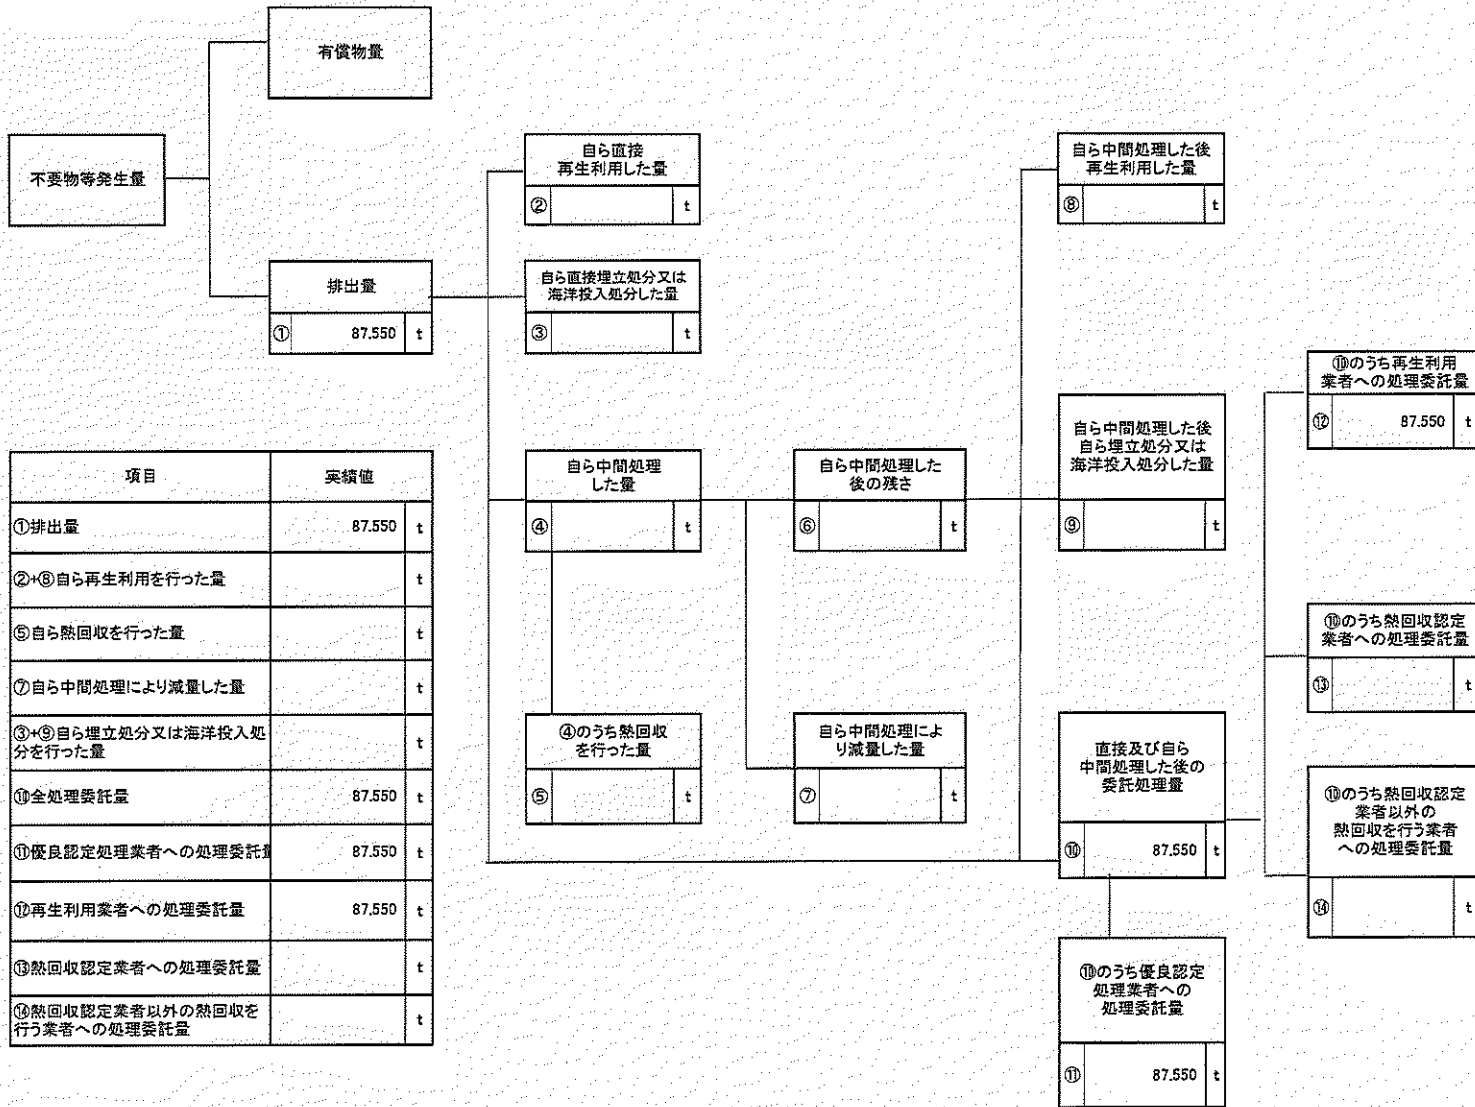 有償物量
不要物等発生量
排出量
① 87.550 t
自ら直接
再生利用した量
② t
自ら直接埋立処分又は
海洋投入処分した量
③ t
自ら中間処理
した量
④ t
④のうち熱回収
を行った量
⑤ t
自ら中間処理した
後の残さ
⑥ t
自ら中間処理によ
り減量した量
⑦ t
自ら中間処理した後
再生利用した量
⑧ t
自ら中間処理した後
自ら埋立処分又は
海洋投入処分した量
⑨ t
直接及び自ら
中間処理した後の
委託処理量
⑩ 87.550 t
⑩のうち優良認定
処理業者への
処理委託量
⑪ 87.550 t
⑩のうち再生利用
業者への処理委託量
⑫ 87.550 t
⑩のうち熱回収認定
業者への処理委託量
⑬ t
⑩のうち熱回収認定
業者以外の
熱回収を行う業者
への処理委託量
⑭ t
項目 実績値
①排出量 87.550 t
②+⑧自ら再生利用を行った量 t
⑤自ら熱回収を行った量 t
⑦自ら中間処理により減量した量 t
③+⑨自ら埋立処分又は海洋投入処
分を行った量 t
⑩全処理委託量 87.550 t
⑪優良認定処理業者への処理委託量 87.550 t
⑫再生利用業者への処理委託量 87.550 t
⑬熱回収認定業者への処理委託量 t
⑭熱回収認定業者以外の熱回収を
行う業者への処理委託量 t